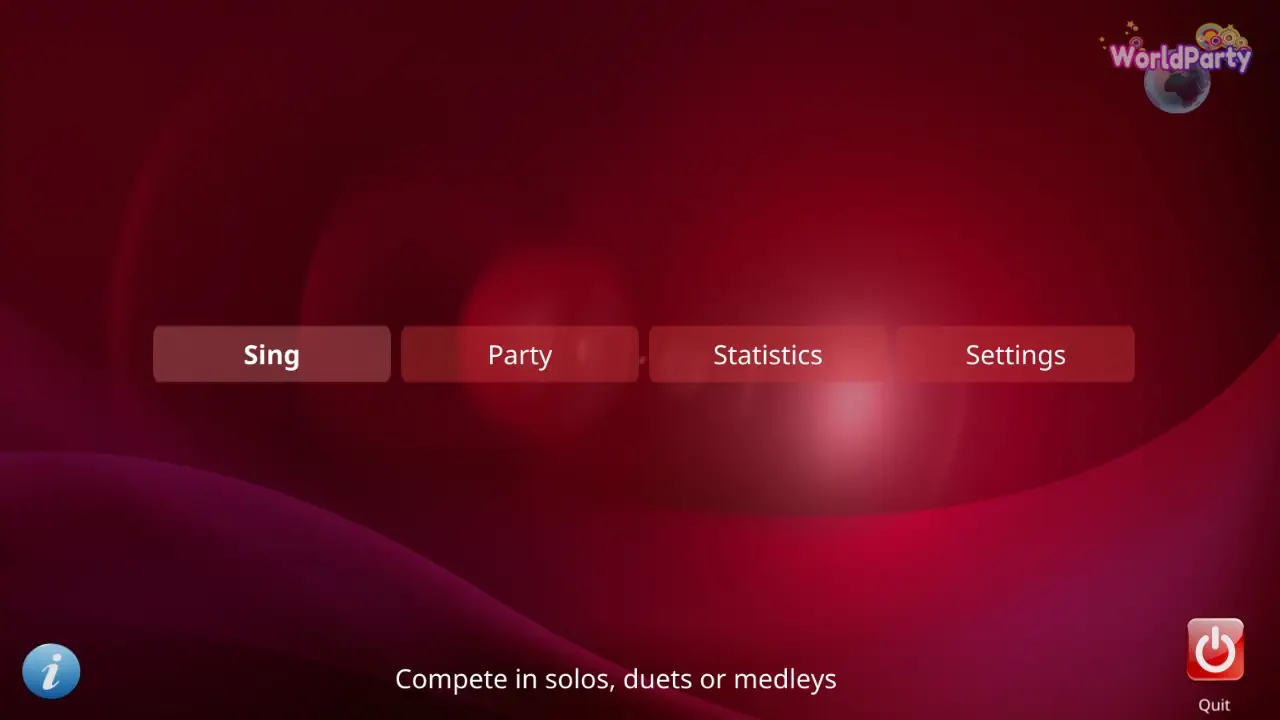 WorldParty
Sing
Party
Statistics
Settings
Compete in solos, duets or medleys
Quit